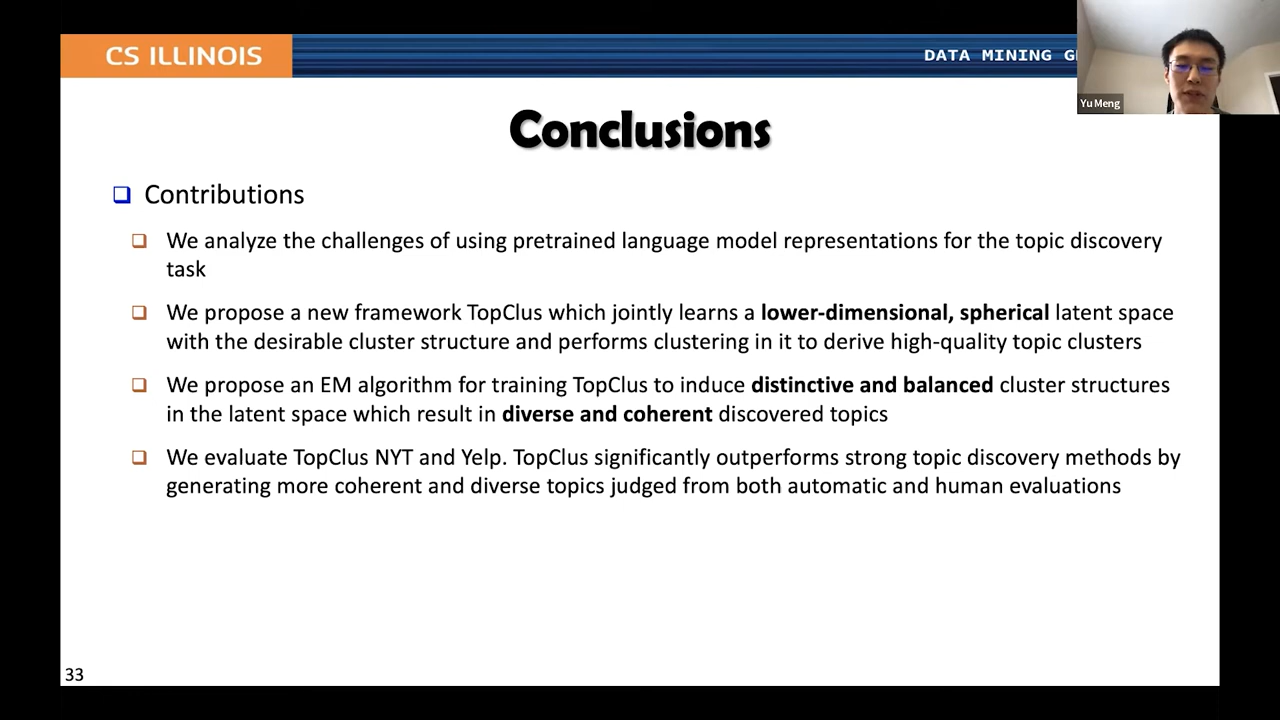 CS ILLINOIS
DATA MINING
Yu Meng
Conclusions
Contributions
We analyze the challenges of using pretrained language model representations for the topic discovery
task
We propose a new framework TopClus which jointly learns a lower-dimensional, spherical latent space
with the desirable cluster structure and performs clustering in it to derive high-quality topic clusters
We propose an EM algorithm for training TopClus to induce distinctive and balanced cluster structures
in the latent space which result in diverse and coherent discovered topics
We evaluate TopClus NYT and Yelp. TopClus significantly outperforms strong topic discovery methods by
generating more coherent and diverse topics judged from both automatic and human evaluations
33